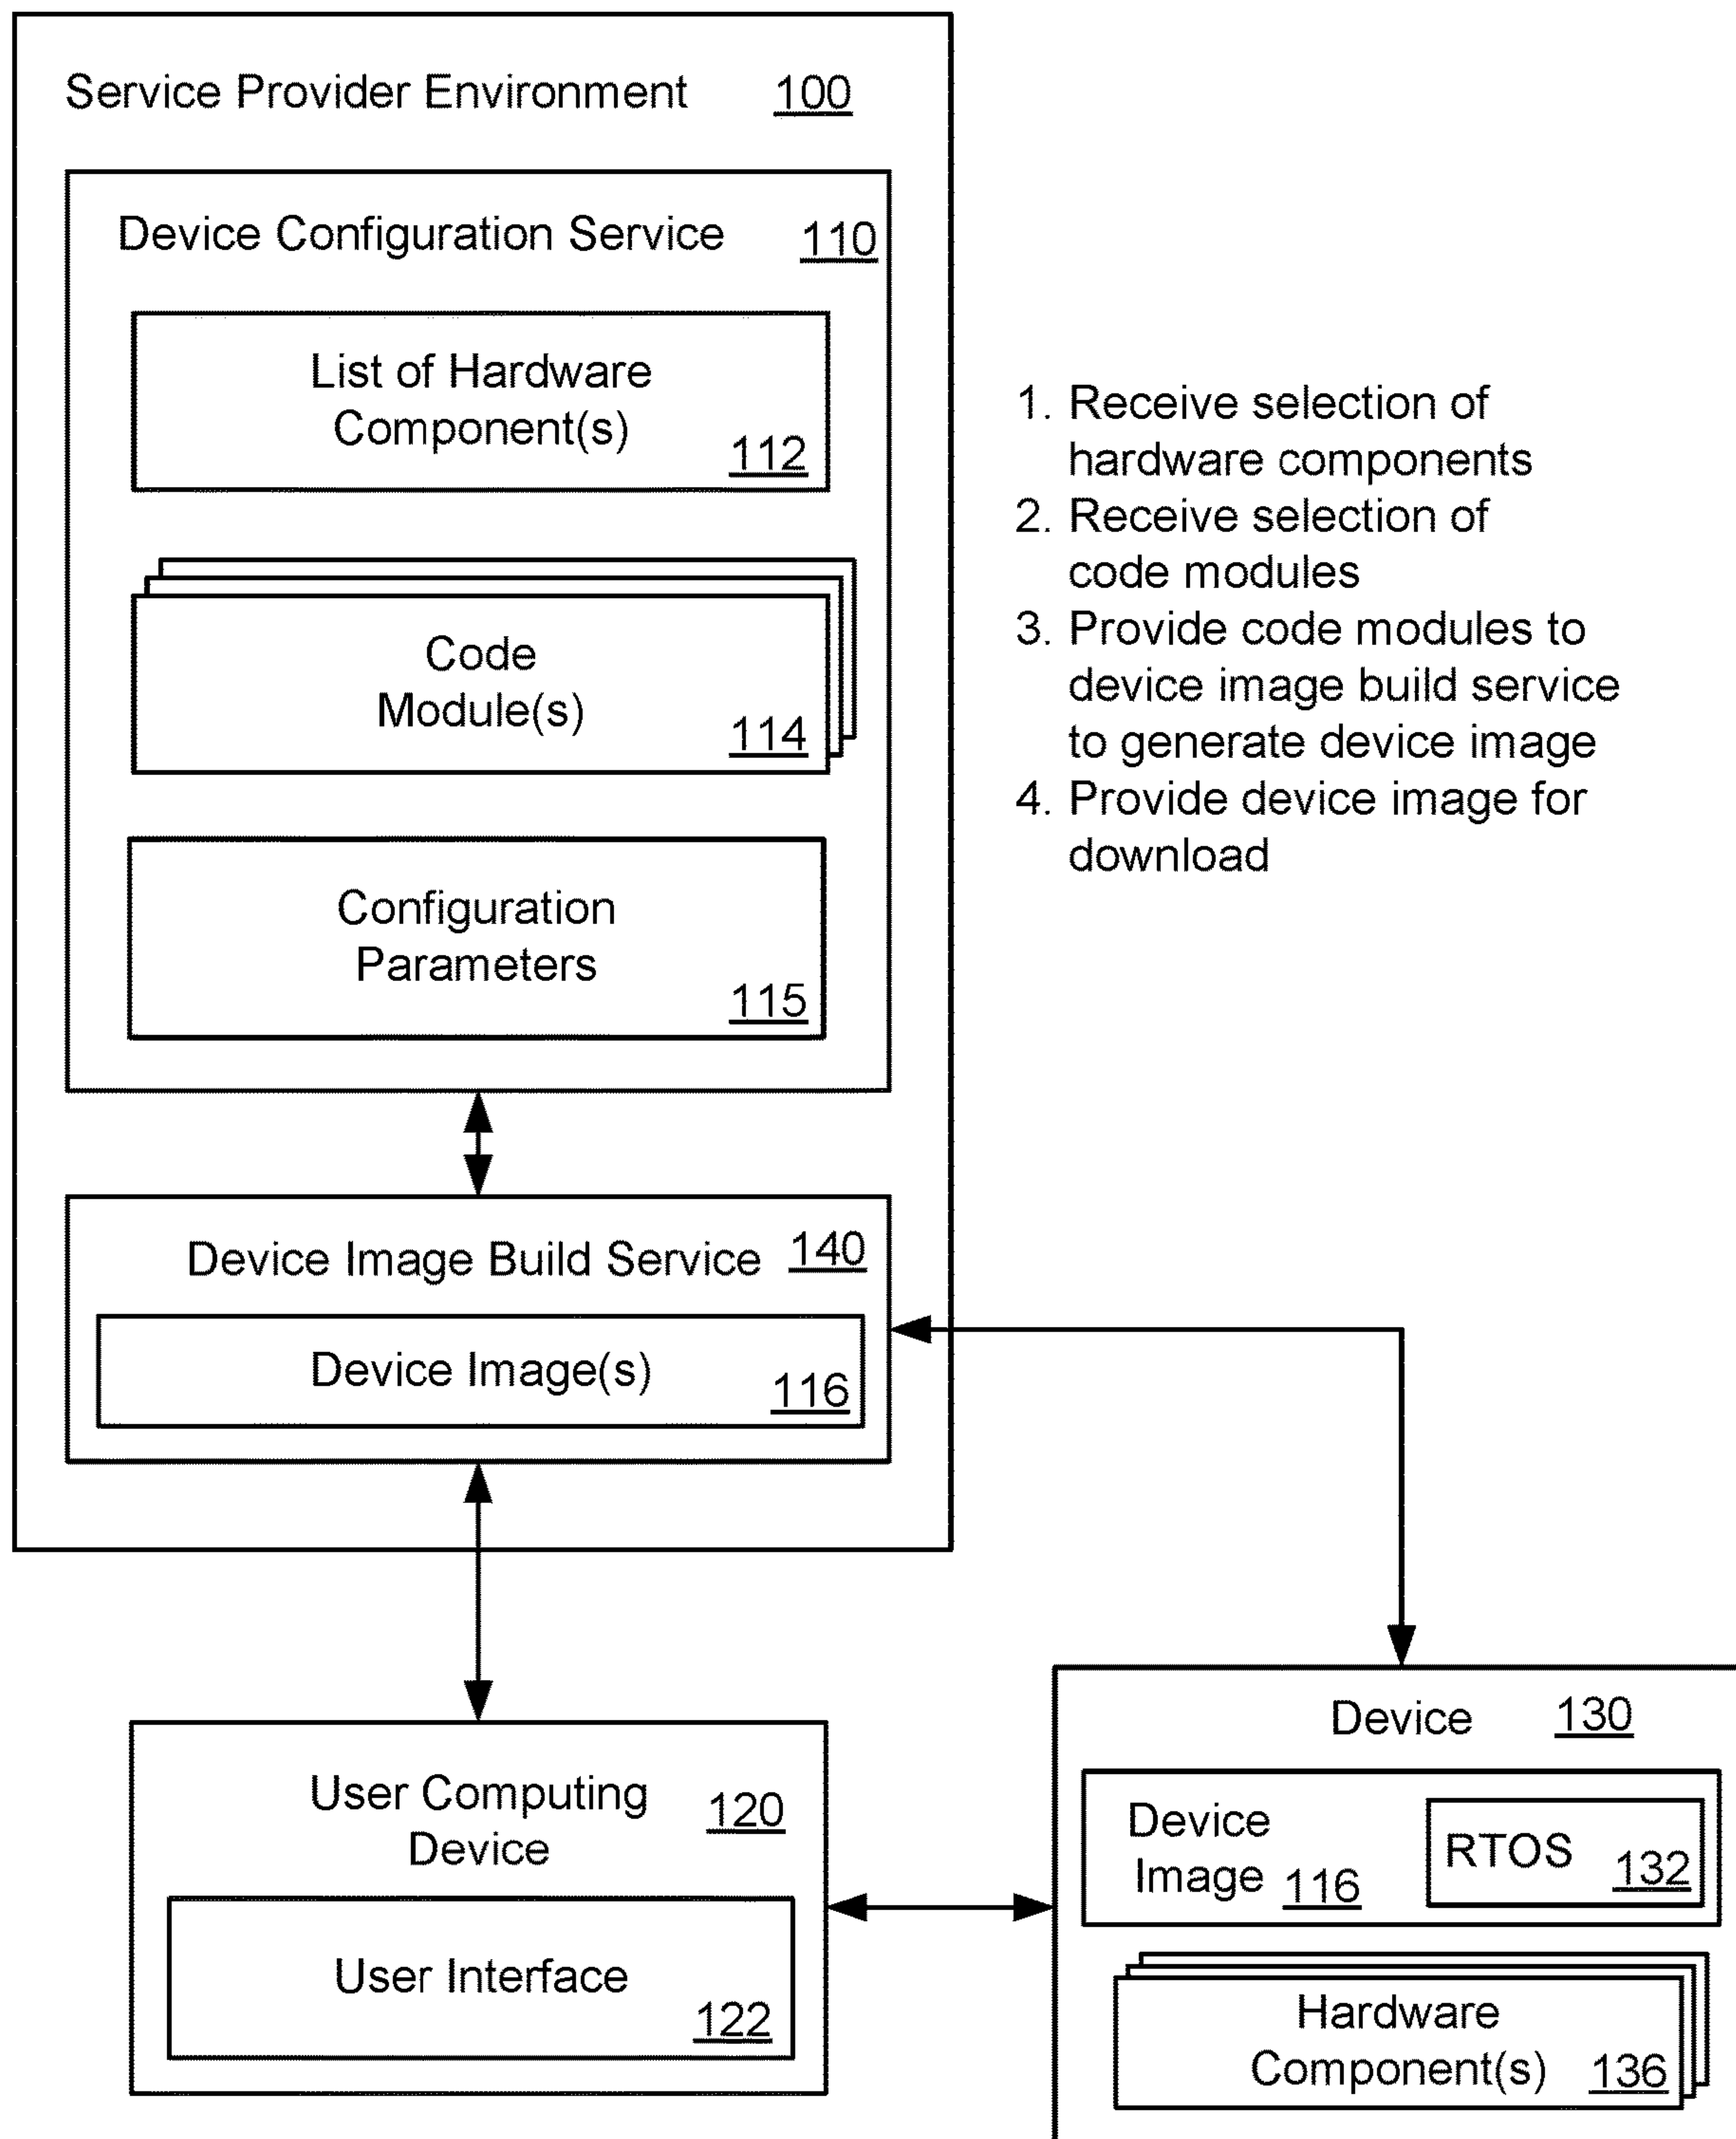 Service Provider Environment 100
Device Configuration Service 110
List of Hardware
Component(s) 112
Code
Module(s) 114
Configuration
Parameters 115
1. Receive selection of
hardware components
2. Receive selection of
code modules
3. Provide code modules to
device image build service
to generate device image
4. Provide device image for
download
Device Image Build Service 140
Device Image(s) 116
User Computing
Device 120
User Interface 122
Device 130
Device
Image 116
RTOS 132
Hardware
Component(s) 136